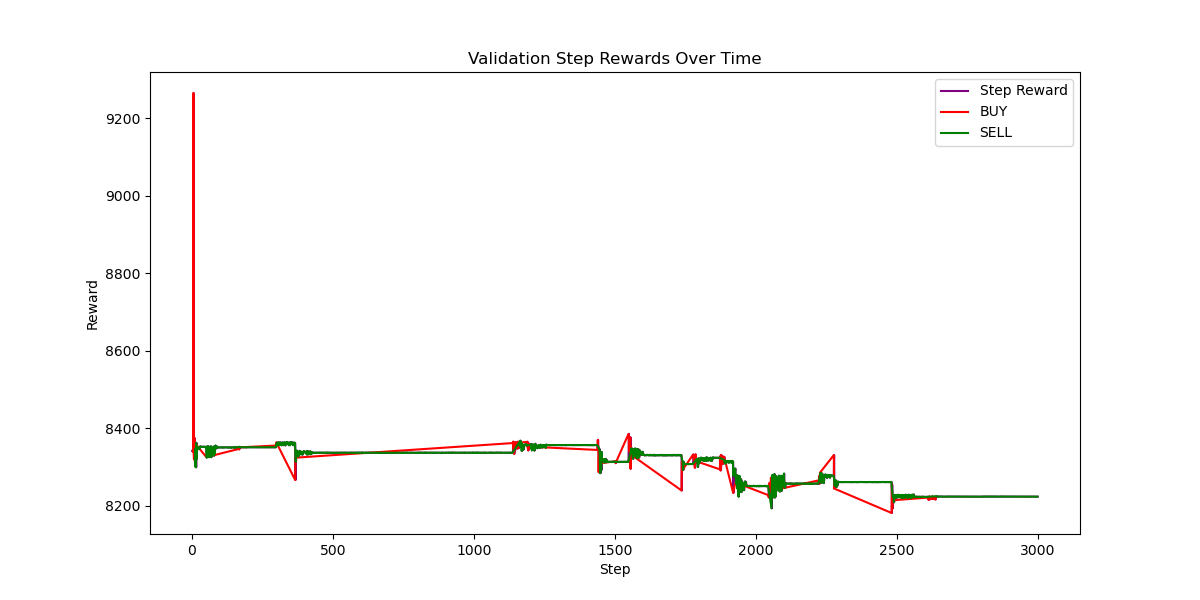 Validation Step Rewards Over Time
Step Reward
BUY
SELL
9200
9000
8800
8600
8400
8200
Reward
0
500
1000
1500
2000
2500
3000
Step